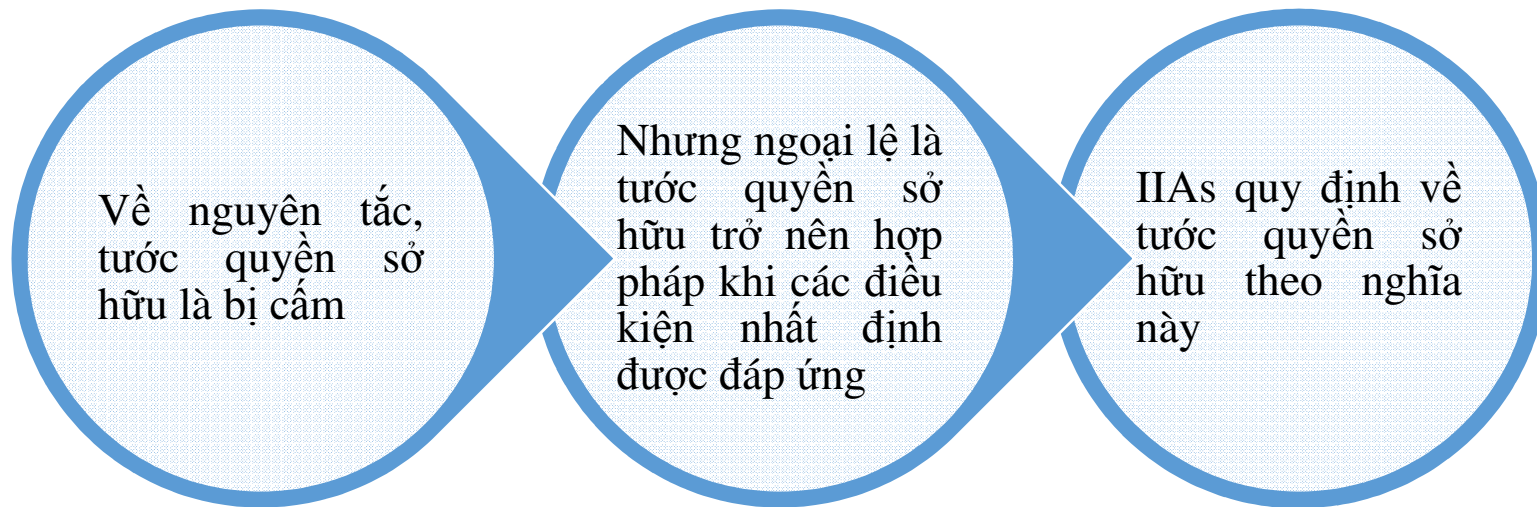 Về nguyên tắc,
tước quyền sở
hữu là bị cấm
Nhưng ngoại lệ là
tước quyền sở
hữu trở nên hợp
pháp khi các điều
kiện nhất định
được đáp ứng
IIAs quy định về
tước quyền sở
hữu theo nghĩa
này